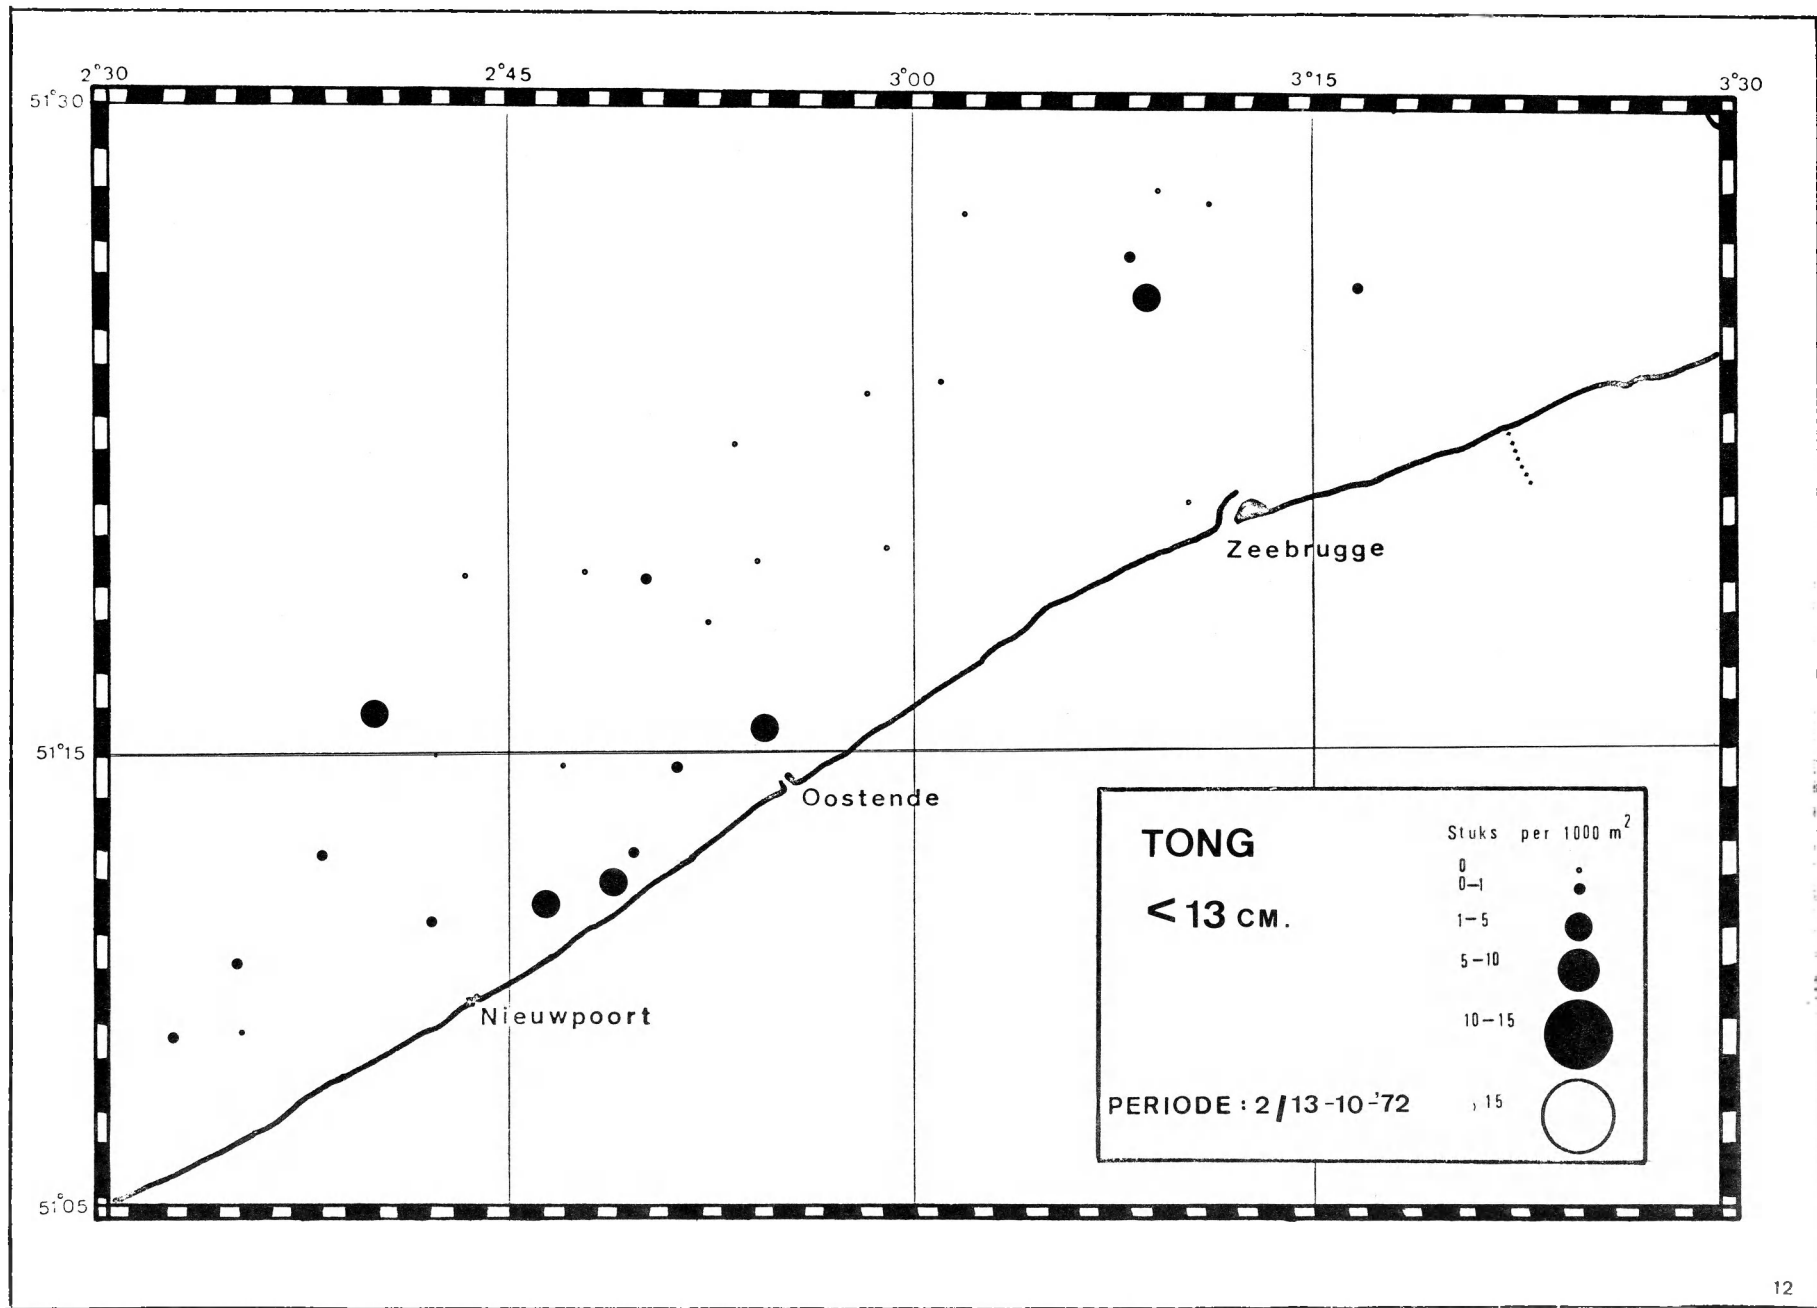 2°30 2°45 3°00 3°15 3°30
51°30
Zeebrugge
51°15
Oostende
TONG
< 13 CM.
Stuks per 1000 m²
0
0-1
1-5
5-10
10-15
Nieuwpoort
PERIODE : 2/13-10-'72
, 15
51°05
12